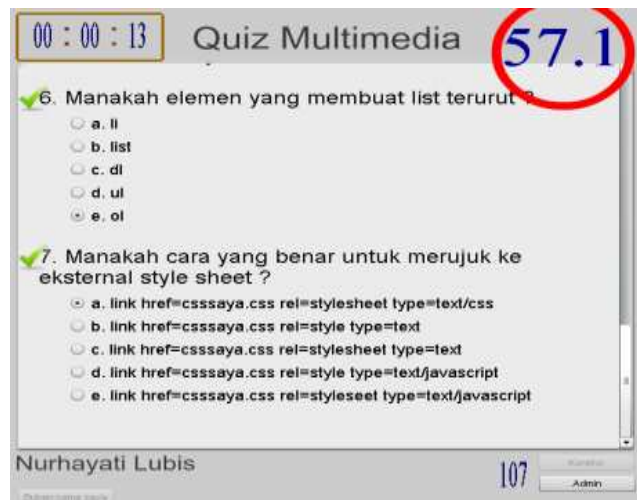 00 : 00 : 13
Quiz Multimedia
57.1
6. Manakah elemen yang membuat list terurut ?
a. li
b. list
c. dl
d. ul
e. ol
7. Manakah cara yang benar untuk merujuk ke
eksternal style sheet ?
a. link href=csssaya.css rel=stylesheet type=text/css
b. link href=csssaya.css rel=style type=text
c. link href=csssaya.css rel=stylesheet type=text
d. link href=csssaya.css rel=style type=text/javascript
e. link href=csssaya.css rel=styleseet type=text/javascript
Nurhayati Lubis
107
Admin